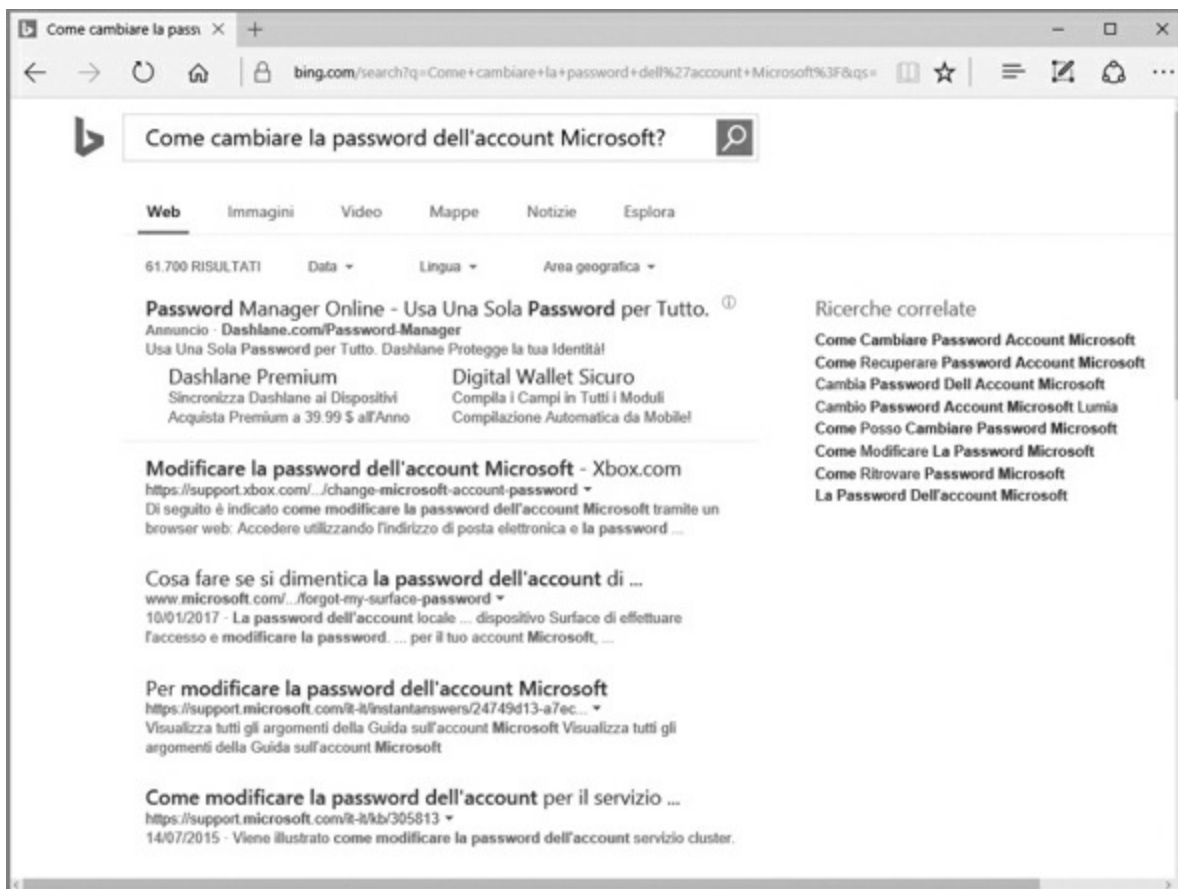 Come cambiare la passv
bing.com/search?q=Come+cambiare+la+password+dell%27account+Microsoft%3F&qs=
Come cambiare la password dell'account Microsoft?
Web Immagini Video Mappe Notizie Esplora
61.700 RISULTATI Data Lingua Area geografica
Password Manager Online - Usa Una Sola Password per Tutto.
Annuncio · Dashlane.com/Password-Manager
Usa Una Sola Password per Tutto. Dashlane Protegge la tua Identità!
Dashlane Premium
Sincronizza Dashlane ai Dispositivi
Acquista Premium a 39.99 $ all'Anno
Digital Wallet Sicuro
Compila i Campi in Tutti i Moduli
Compilazione Automatica da Mobile!
Modificare la password dell'account Microsoft - Xbox.com
https://support.xbox.com/.../change-microsoft-account-password
Di seguito è indicato come modificare la password dell'account Microsoft tramite un
browser web: Accedere utilizzando l'indirizzo di posta elettronica e la password ...
Cosa fare se si dimentica la password dell'account di ...
www.microsoft.com/.../forgot-my-surface-password
10/01/2017 · La password dell'account locale ... dispositivo Surface di effettuare
l'accesso e modificare la password. ... per il tuo account Microsoft, ...
Per modificare la password dell'account Microsoft
https://support.microsoft.com/it-it/instantanswers/24749d13-a7ec...
Visualizza tutti gli argomenti della Guida sull'account Microsoft Visualizza tutti gli
argomenti della Guida sull'account Microsoft
Come modificare la password dell'account per il servizio ...
https://support.microsoft.com/it-it/kb/305813
14/07/2015 · Viene illustrato come modificare la password dell'account servizio cluster.
Ricerche correlate
Come Cambiare Password Account Microsoft
Come Recuperare Password Account Microsoft
Cambia Password Dell Account Microsoft
Cambio Password Account Microsoft Lumia
Come Posso Cambiare Password Microsoft
Come Modificare La Password Microsoft
Come Ritrovare Password Microsoft
La Password Dell'account Microsoft